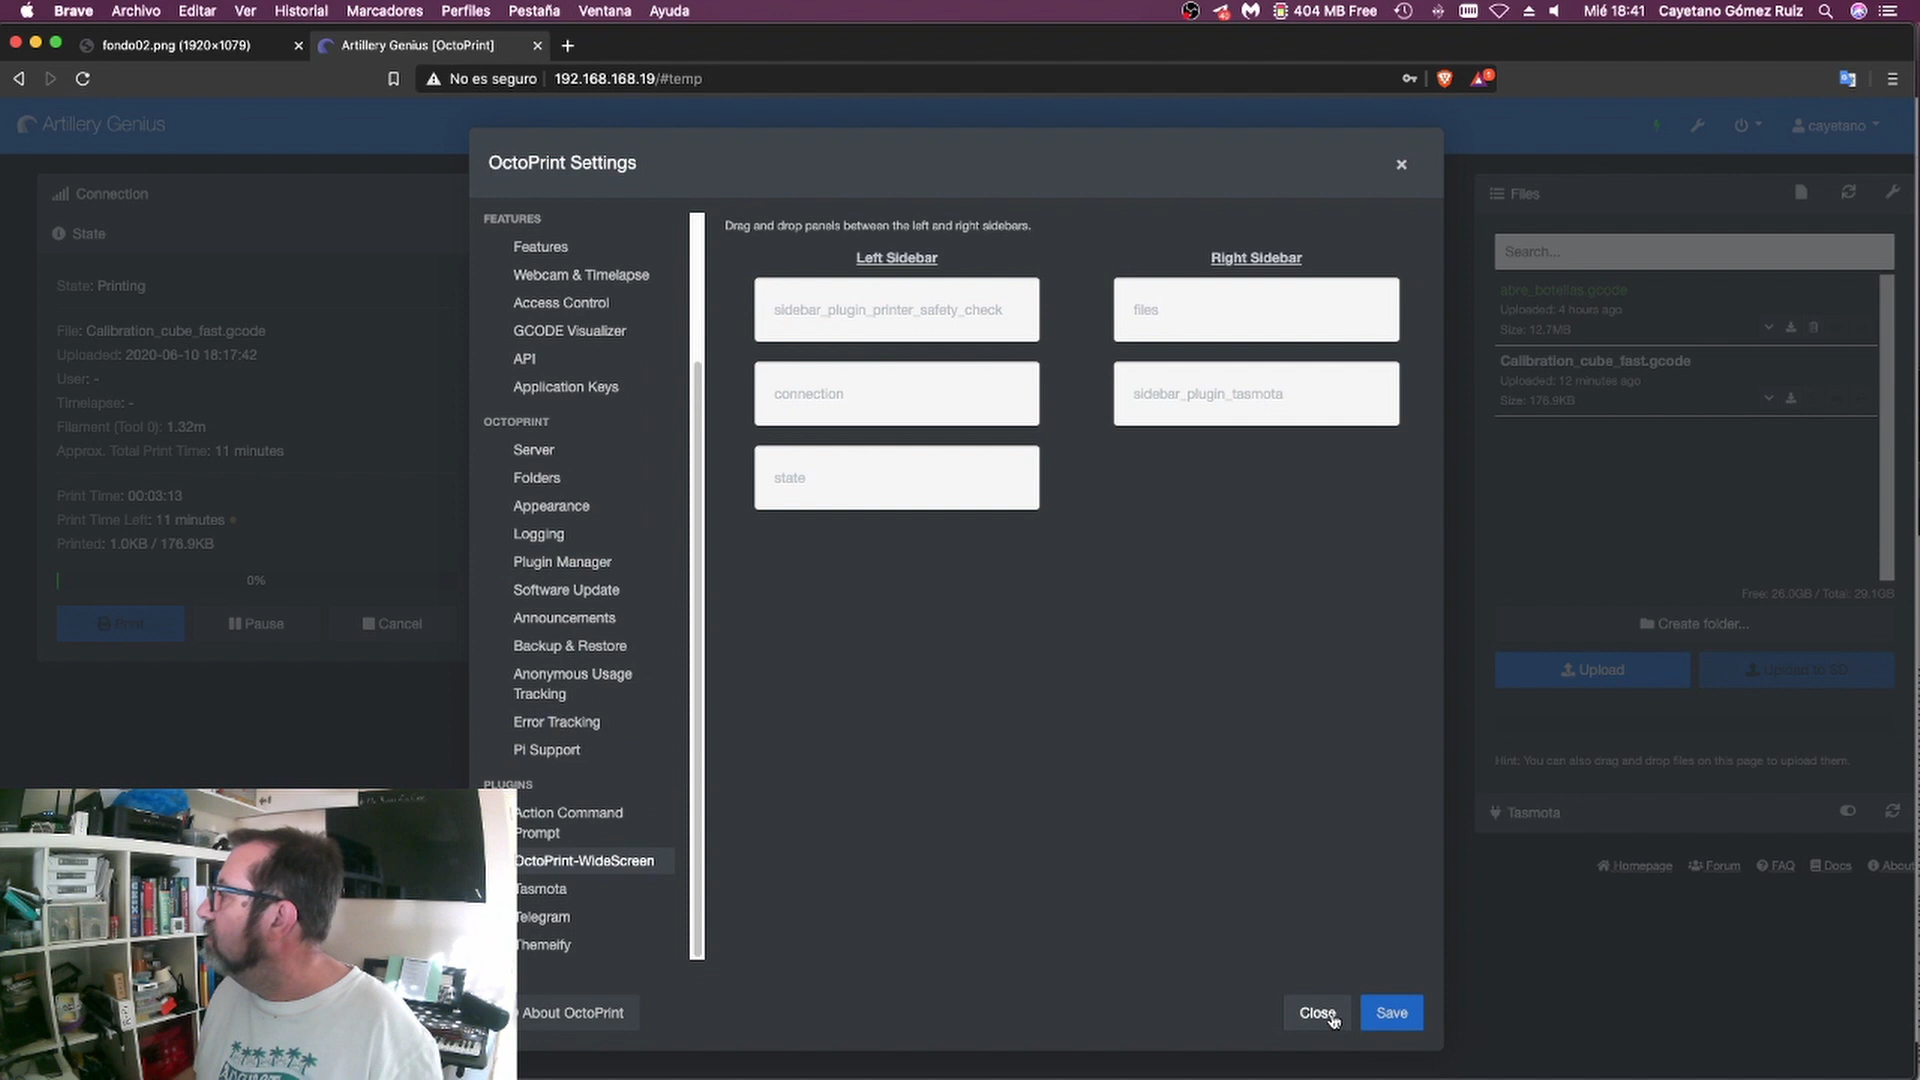 Brave Archivo Editar Ver Historial Marcadores Perfiles Pestaña Ventana Ayuda 404 MB Free Mié 18:41 Cayetano Gómez Ruiz
fondo02.png (1920×1079) Artillery Genius [OctoPrint]
No es seguro 192.168.168.19/#temp
Artillery Genius
cayetano
OctoPrint Settings
Connection
State
State: Printing
File: Calibration_cube_fast.gcode
Uploaded: 2020-06-10 18:17:42
User: -
Timelapse: -
Filament (Tool 0): 1.32m
Approx. Total Print Time: 11 minutes
Print Time: 00:03:13
Print Time Left: 11 minutes
Printed: 1.0KB / 176.9KB
0%
Print Pause Cancel
FEATURES
Features
Webcam & Timelapse
Access Control
GCODE Visualizer
API
Application Keys
OCTOPRINT
Server
Folders
Appearance
Logging
Plugin Manager
Software Update
Announcements
Backup & Restore
Anonymous Usage
Tracking
Error Tracking
Pi Support
PLUGINS
Action Command
Prompt
OctoPrint-WideScreen
Tasmota
Telegram
Themeify
About OctoPrint
Drag and drop panels between the left and right sidebars.
Left Sidebar Right Sidebar
sidebar_plugin_printer_safety_check files
connection sidebar_plugin_tasmota
state
Close Save
Files
Search...
abre_botellas.gcode
Uploaded: 4 hours ago
Size: 12.7MB
Calibration_cube_fast.gcode
Uploaded: 12 minutes ago
Size: 176.9KB
Free: 26.0GB / Total: 29.1GB
Create folder...
Upload Upload to SD
Hint: You can also drag and drop files on this page to upload them.
Tasmota
Homepage Forum FAQ Docs About